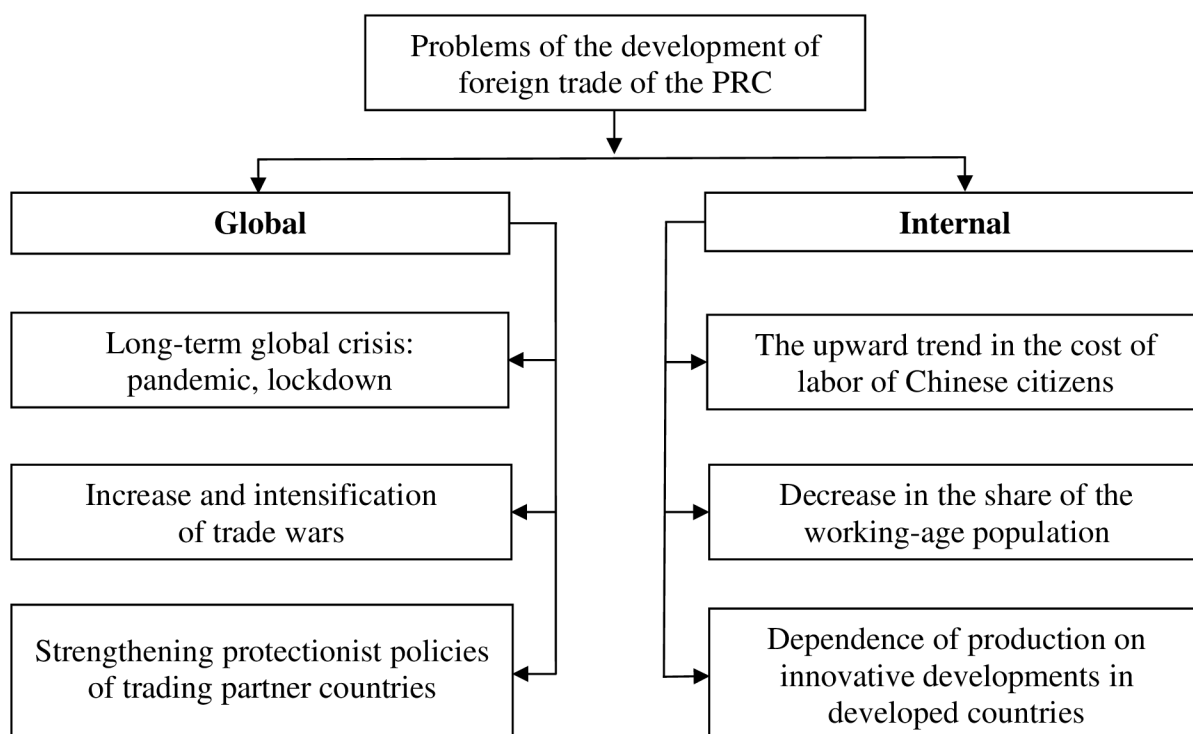 Problems of the development of
foreign trade of the PRC
Global
Internal
Long-term global crisis:
pandemic, lockdown
The upward trend in the cost of
labor of Chinese citizens
Increase and intensification
of trade wars
Decrease in the share of the
working-age population
Strengthening protectionist policies
of trading partner countries
Dependence of production on
innovative developments in
developed countries